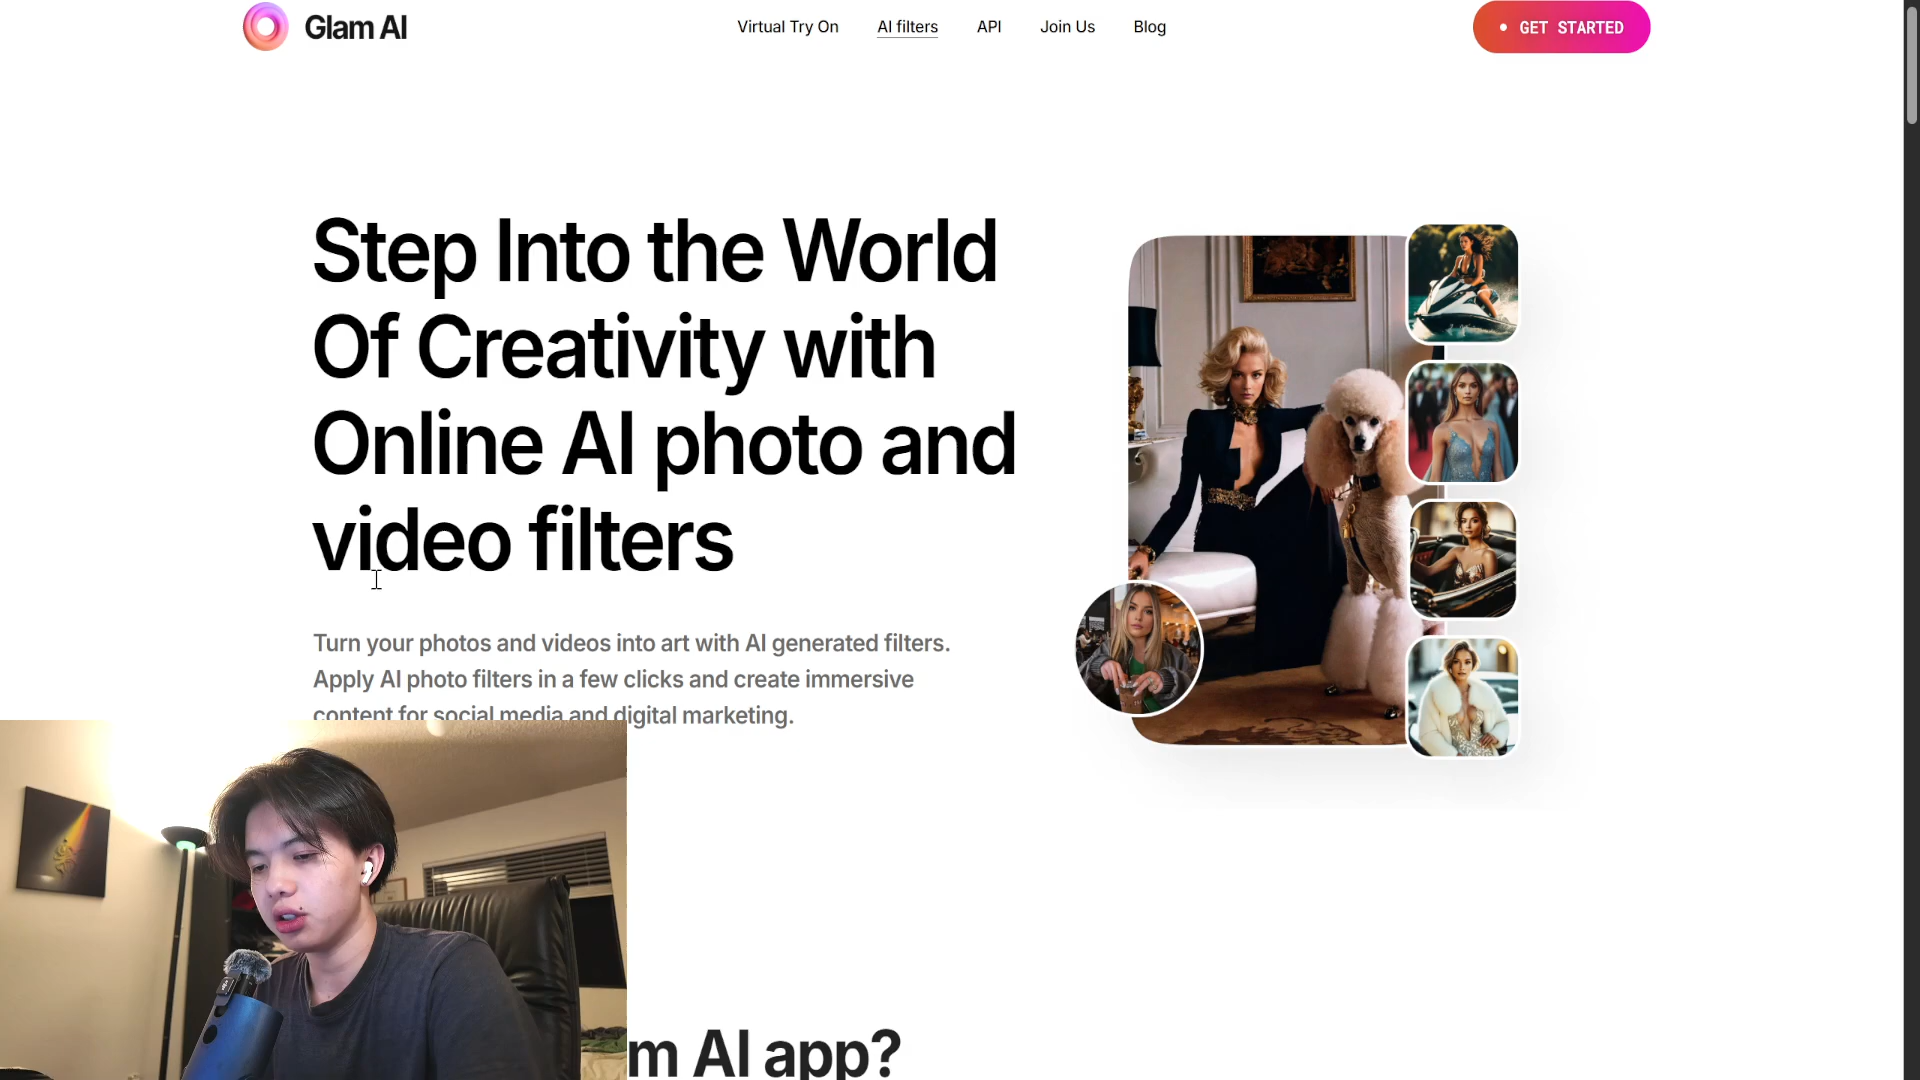 Glam AI
Virtual Try On
AI filters
API
Join Us
Blog
GET STARTED
Step Into the World
Of Creativity with
Online AI photo and
video filters
Turn your photos and videos into art with AI generated filters.
Apply AI photo filters in a few clicks and create immersive
content for social media and digital marketing.
m AI app?